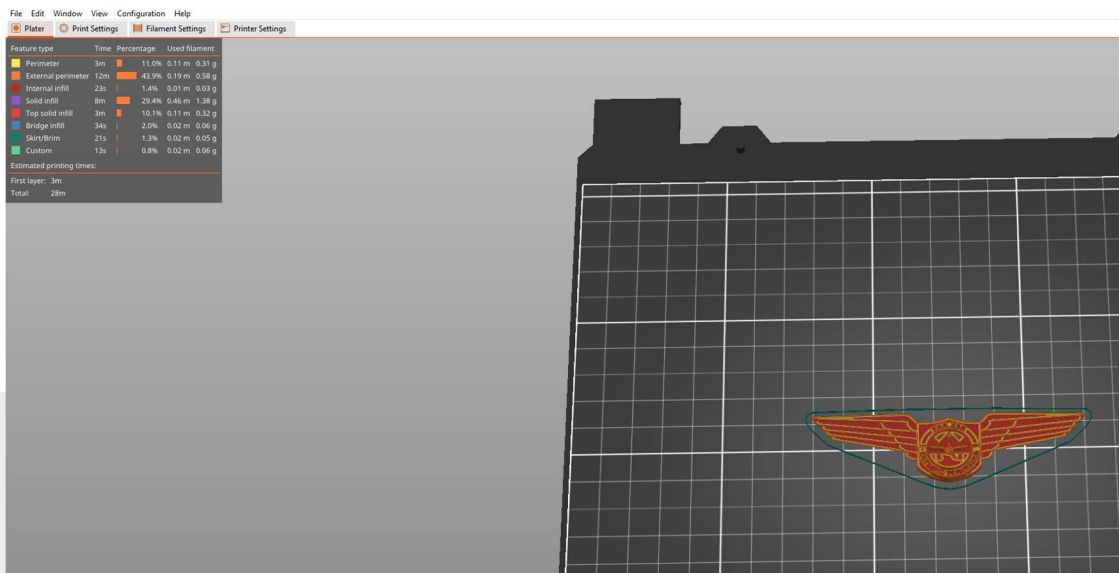 File Edit Window View Configuration Help
Plater Print Settings Filament Settings Printer Settings
Feature type Time Percentage Used filament
Perimeter 3m 11.0% 0.11 m 0.31 g
External perimeter 12m 43.9% 0.19 m 0.58 g
Internal infill 23s 1.4% 0.01 m 0.03 g
Solid infill 8m 29.4% 0.46 m 1.38 g
Top solid infill 3m 10.1% 0.11 m 0.32 g
Bridge infill 34s 2.0% 0.02 m 0.06 g
Skirt/Brim 21s 1.3% 0.02 m 0.05 g
Custom 13s 0.8% 0.02 m 0.06 g
Estimated printing times:
First layer: 3m
Total: 28m